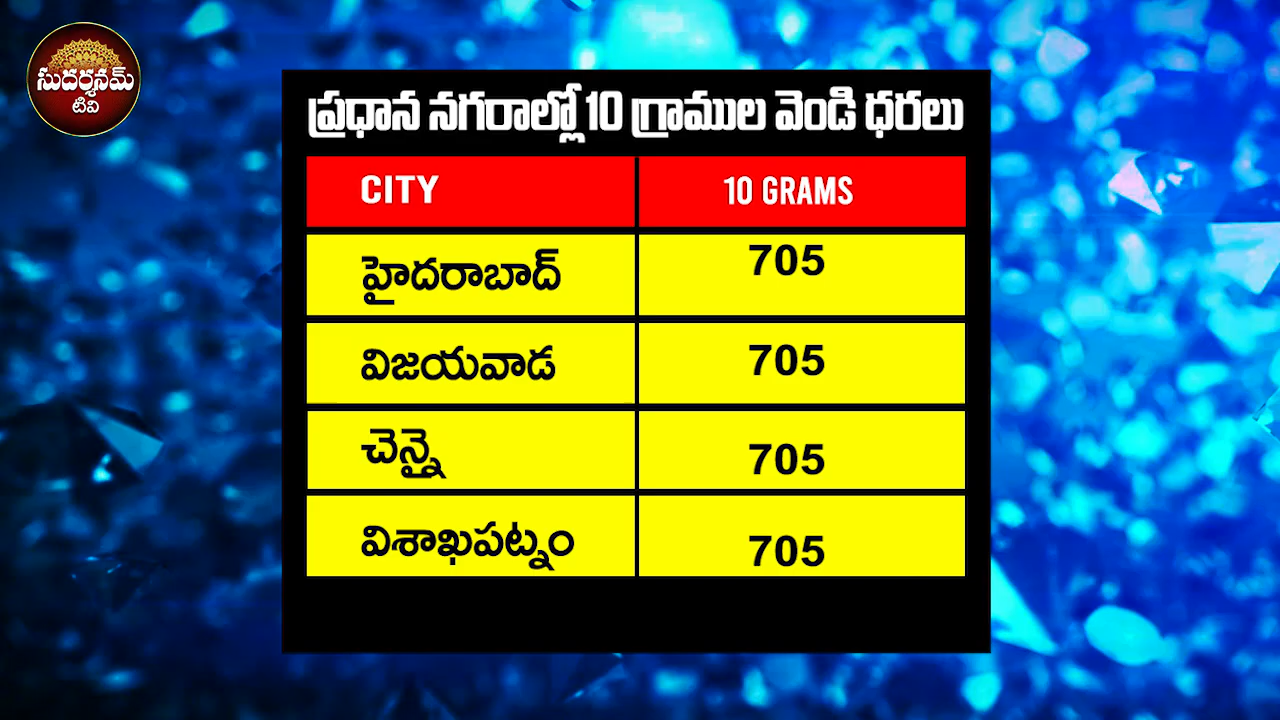 సుదర్శనమ్
టివి
ప్రధాన నగరాల్లో 10 గ్రాముల వెండి ధరలు
CITY 10 GRAMS
హైదరాబాద్ 705
విజయవాడ 705
చెన్నై 705
విశాఖపట్నం 705